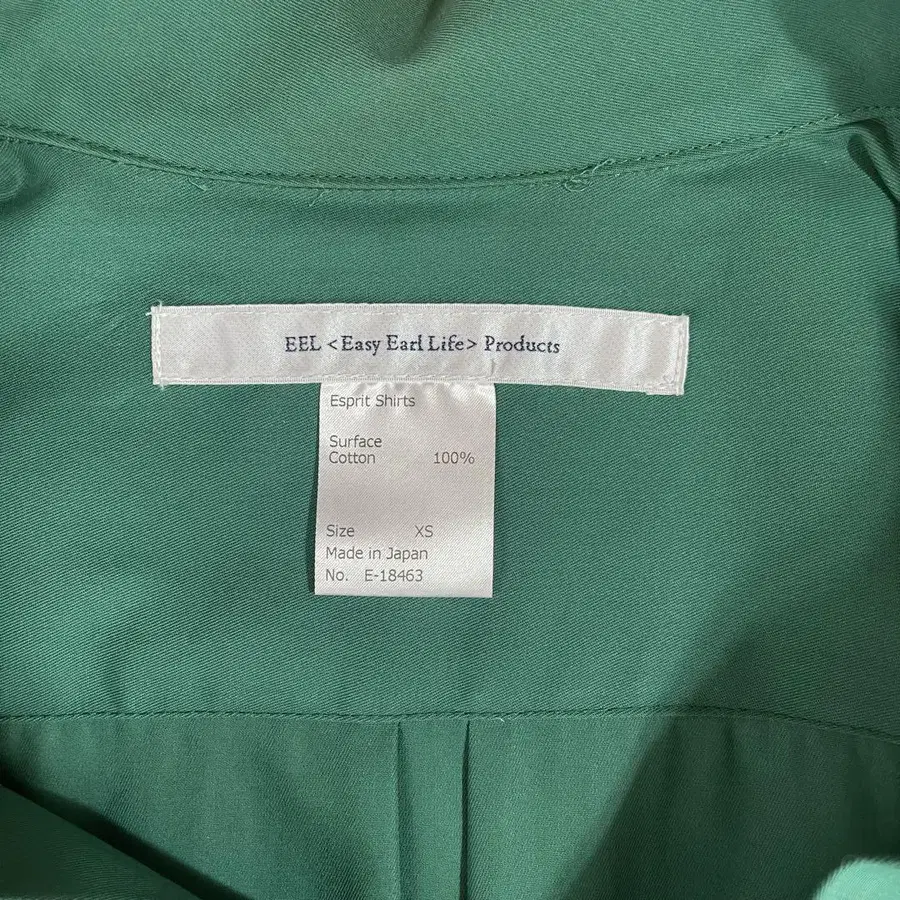 EEL <Easy Earl Life> Products
Esprit Shirts
Surface
Cotton 100%
Size XS
Made in Japan
No. E-18463